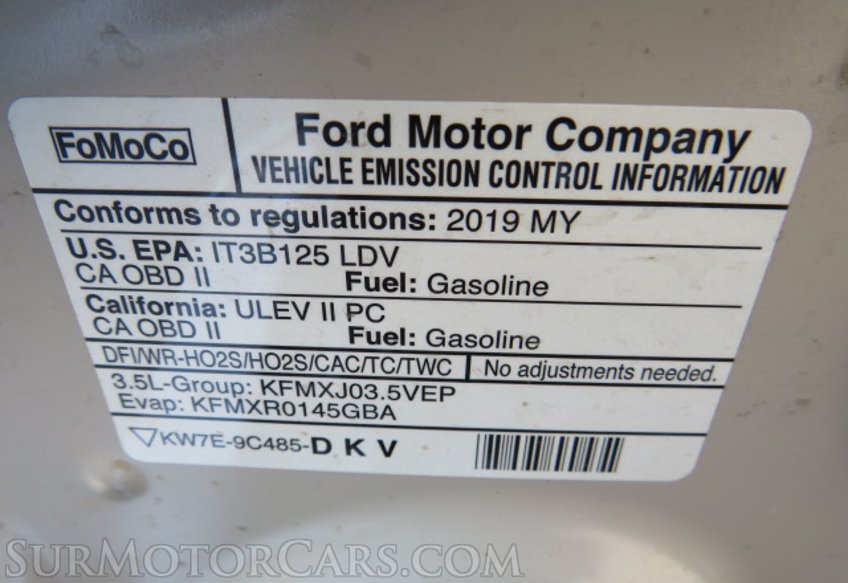 FoMoCo
Ford Motor Company
VEHICLE EMISSION CONTROL INFORMATION
Conforms to regulations: 2019 MY
U.S. EPA: IT3B125 LDV
CA OBD II Fuel: Gasoline
California: ULEV II PC
CA OBD II Fuel: Gasoline
DFI/WR-HO2S/HO2S/CAC/TC/TWC No adjustments needed.
3.5L-Group: KFMXJ03.5VEP
Evap: KFMXR0145GBA
KW7E-9C485-D K V
SURMOTORCARS.COM